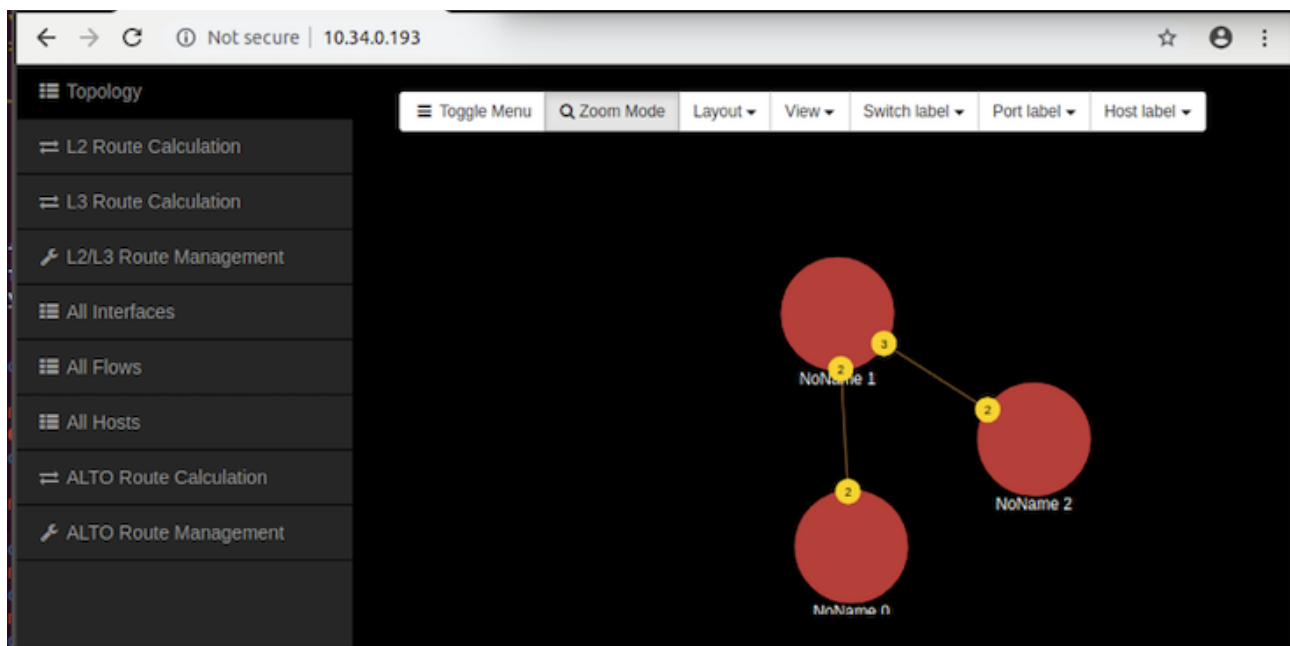 Not secure | 10.34.0.193
Topology
Toggle Menu Zoom Mode Layout View Switch label Port label Host label
L2 Route Calculation
L3 Route Calculation
L2/L3 Route Management
All Interfaces
All Flows
All Hosts
ALTO Route Calculation
ALTO Route Management
3
2
NoName 1
2
NoName 2
2
NoName 0